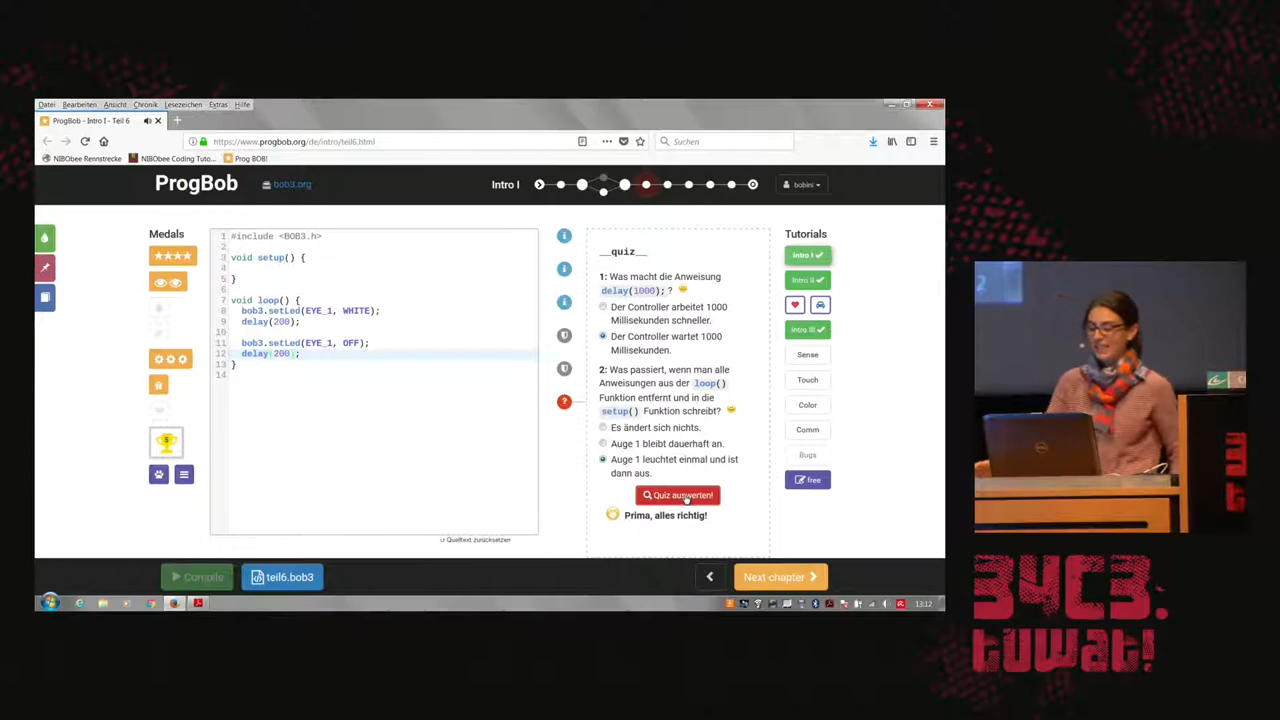 Datei Bearbeiten Ansicht Chronik Lesezeichen Extras Hilfe
ProgBob - Intro I - Teil 6
https://www.progbob.org/de/intro/teil6.html
Suchen
NIBObee Rennstrecke NIBObee Coding Tuto... Prog BOB!
ProgBob bob3.org Intro I bobini
Medals
1 #include <BOB3.h>
2
3 void setup() {
4
5 }
6
7 void loop() {
8 bob3.setLed(EYE_1, WHITE);
9 delay(200);
10
11 bob3.setLed(EYE_1, OFF);
12 delay(200);
13 }
14
Quelltext zurücksetzen
__quiz__
1: Was macht die Anweisung
delay(1000); ?
Der Controller arbeitet 1000
Millisekunden schneller.
Der Controller wartet 1000
Millisekunden.
2: Was passiert, wenn man alle
Anweisungen aus der loop()
Funktion entfernt und in die
setup() Funktion schreibt?
Es ändert sich nichts.
Auge 1 bleibt dauerhaft an.
Auge 1 leuchtet einmal und ist
dann aus.
Quiz auswerten!
Prima, alles richtig!
Tutorials
Intro I
Intro II
Intro III
Sense
Touch
Color
Comm
Bugs
free
Compile teil6.bob3 Next chapter
13:12
34C3.
tuwat!